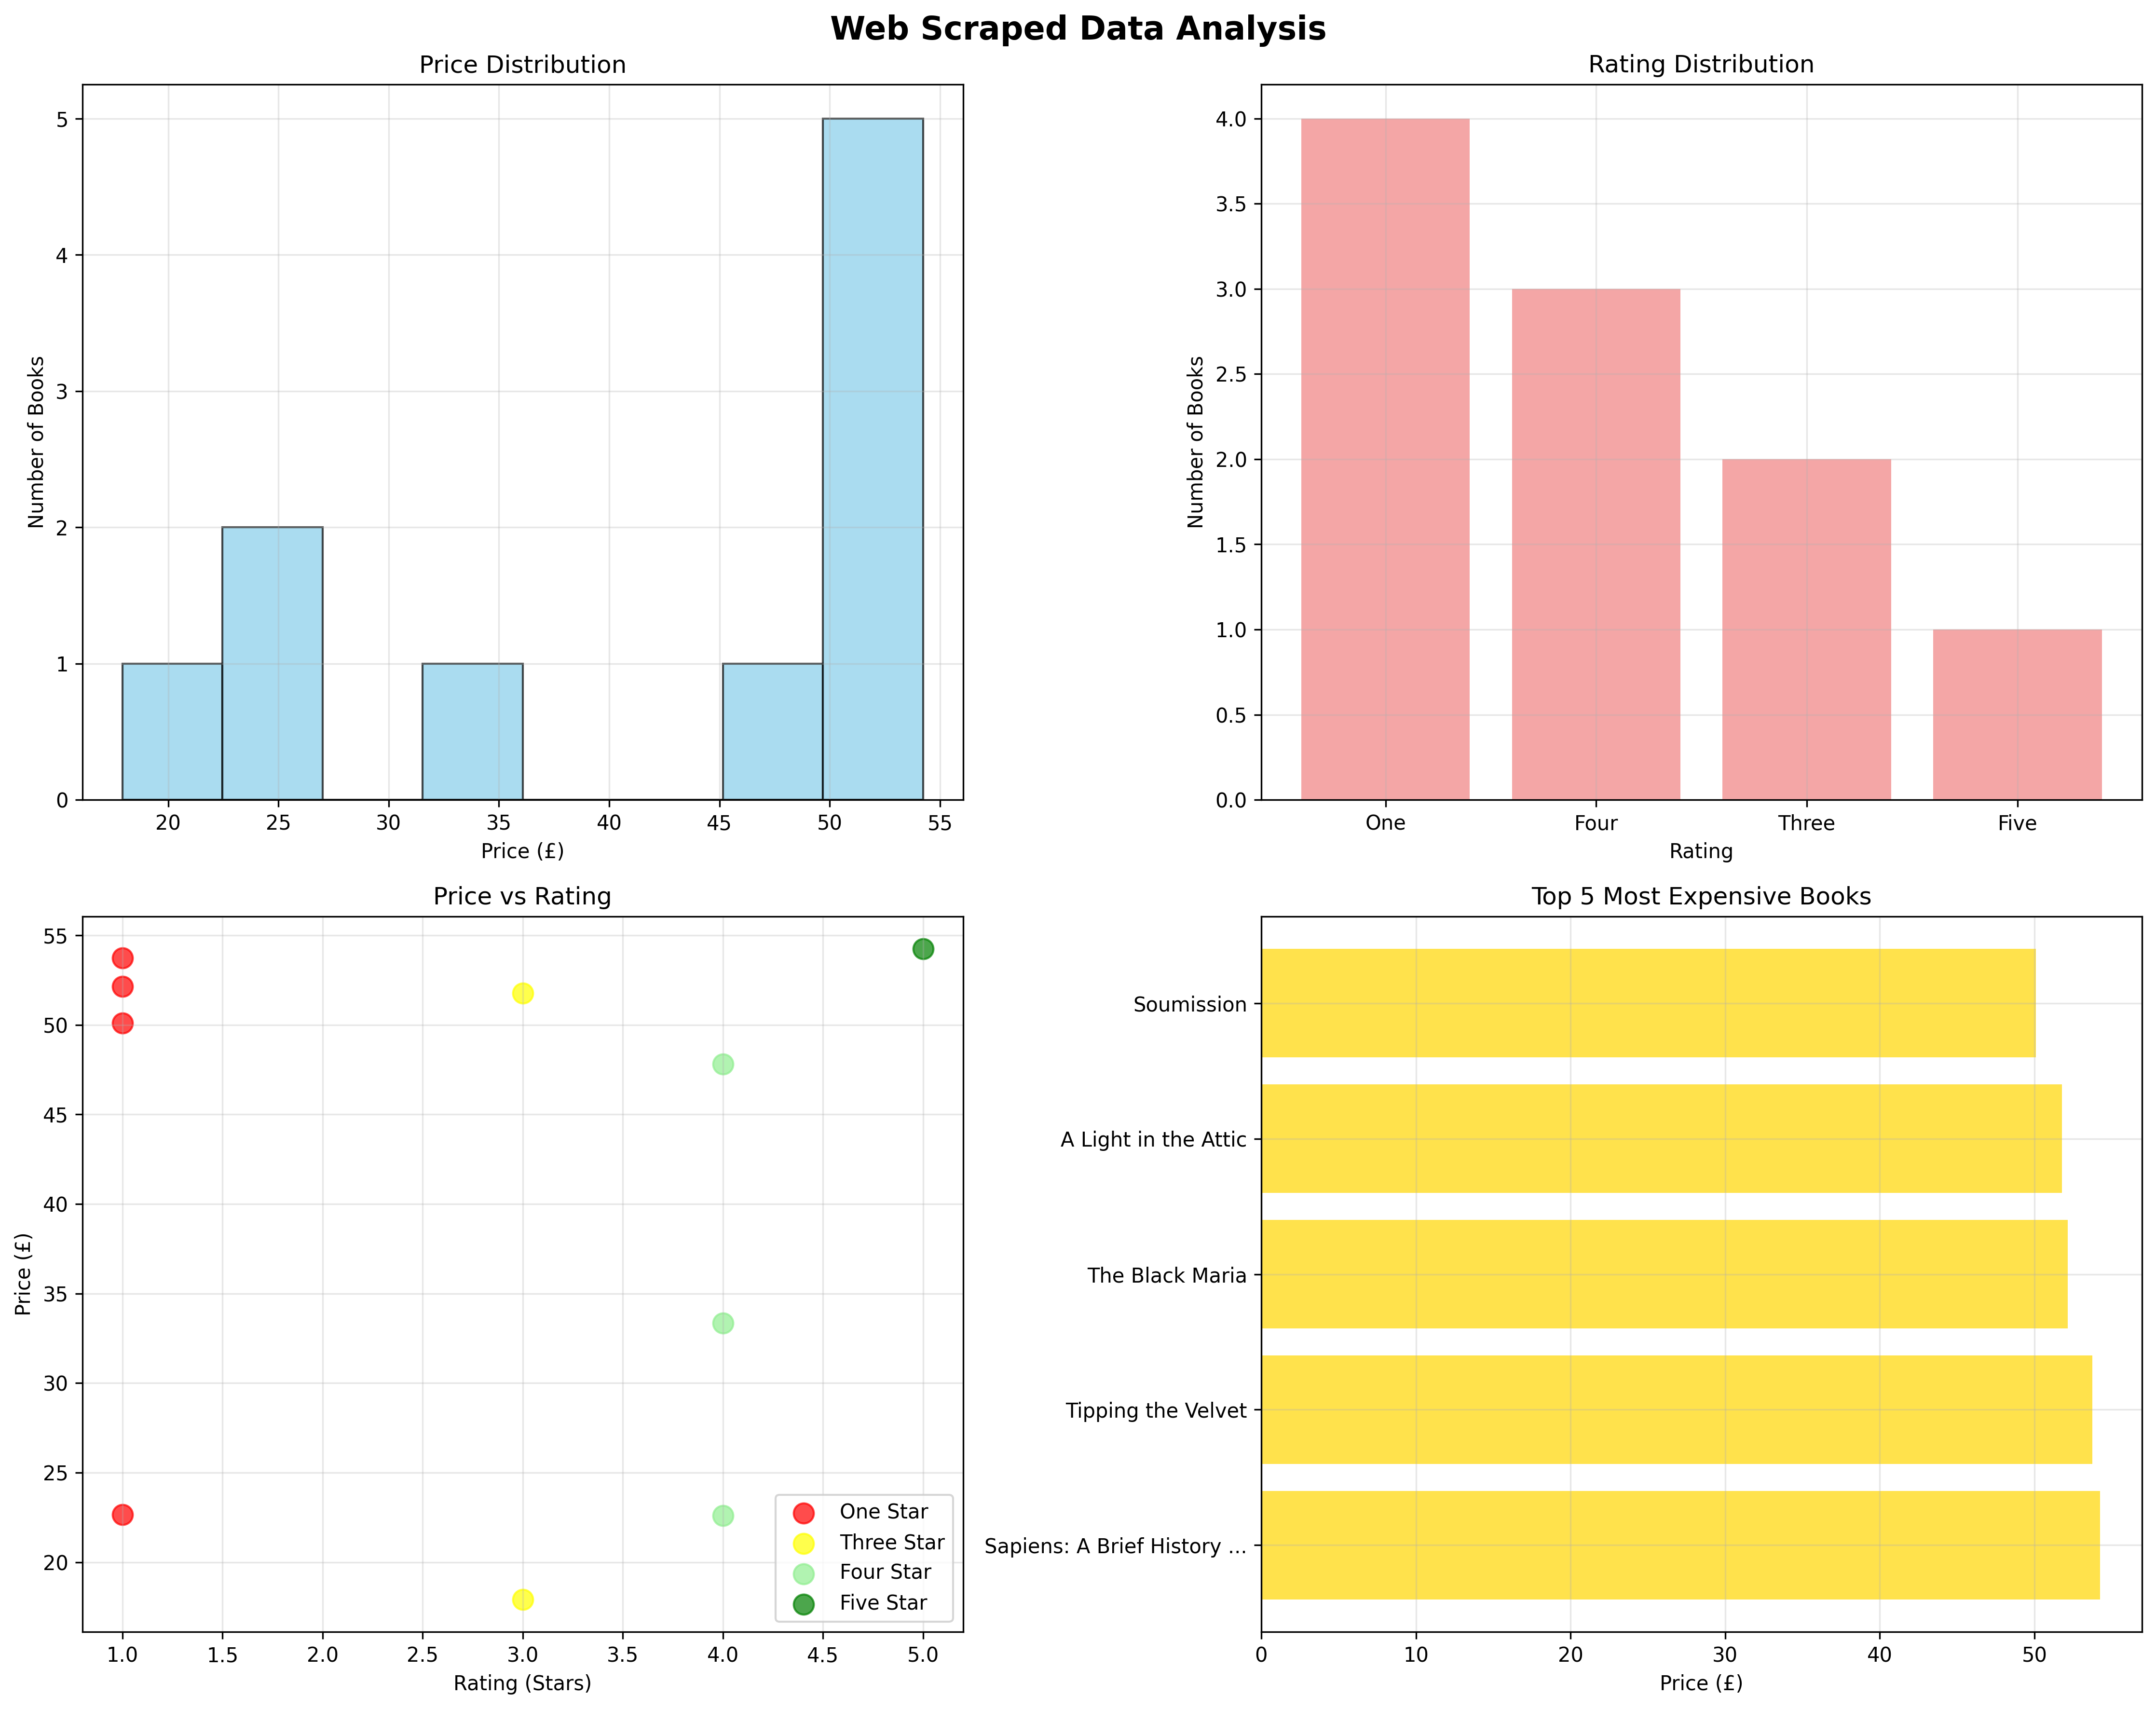 Web Scraped Data Analysis
Price Distribution
Number of Books
5
4
3
2
1
0
20 25 30 35 40 45 50 55
Price (£)
Rating Distribution
Number of Books
4.0
3.5
3.0
2.5
2.0
1.5
1.0
0.5
0.0
One Four Three Five
Rating
Price vs Rating
Price (£)
55
50
45
40
35
30
25
20
One Star
Three Star
Four Star
Five Star
1.0 1.5 2.0 2.5 3.0 3.5 4.0 4.5 5.0
Rating (Stars)
Top 5 Most Expensive Books
Soumission
A Light in the Attic
The Black Maria
Tipping the Velvet
Sapiens: A Brief History ...
0 10 20 30 40 50
Price (£)